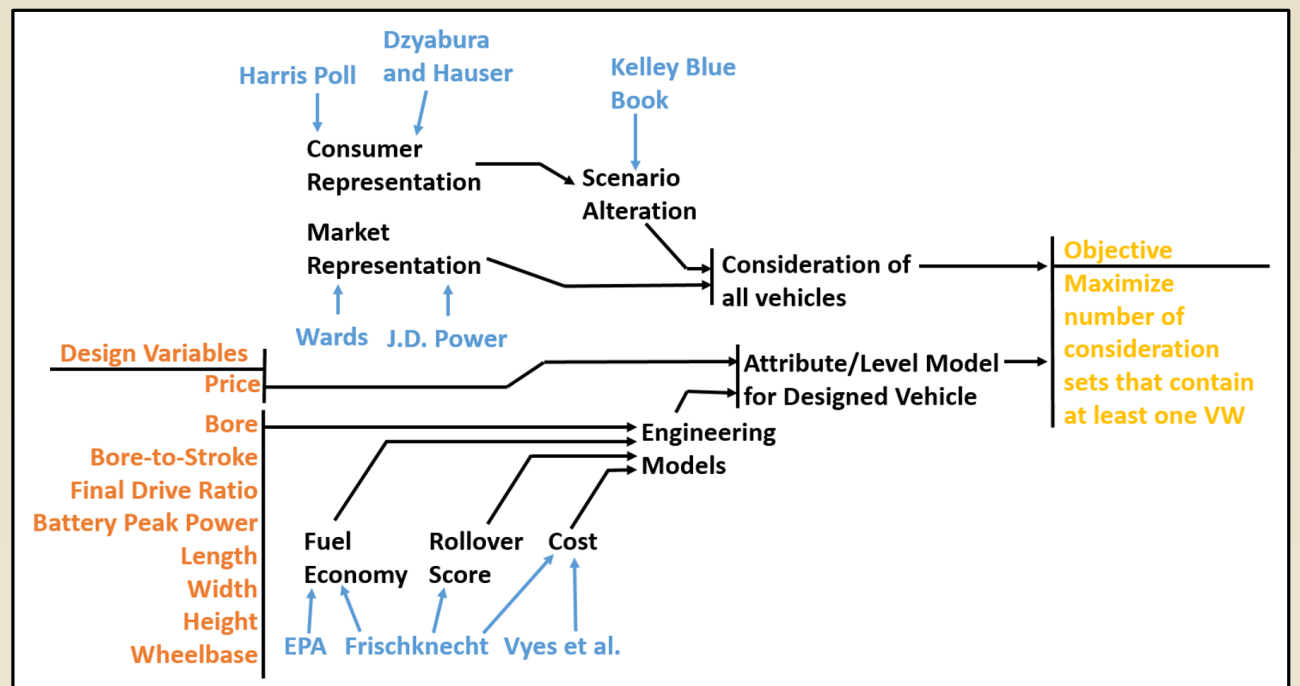 Dzyabura
and Hauser
Harris Poll
Kelley Blue
Book
Consumer
Representation
Scenario
Alteration
Market
Representation
Consideration of
all vehicles
Objective
Maximize
number of
consideration
sets that contain
at least one VW
Wards
J.D. Power
Design Variables
Price
Attribute/Level Model
for Designed Vehicle
Bore
Bore-to-Stroke
Final Drive Ratio
Battery Peak Power
Length
Width
Height
Wheelbase
Engineering
Models
Fuel
Economy
Rollover
Score
Cost
EPA
Frischknecht
Vyes et al.